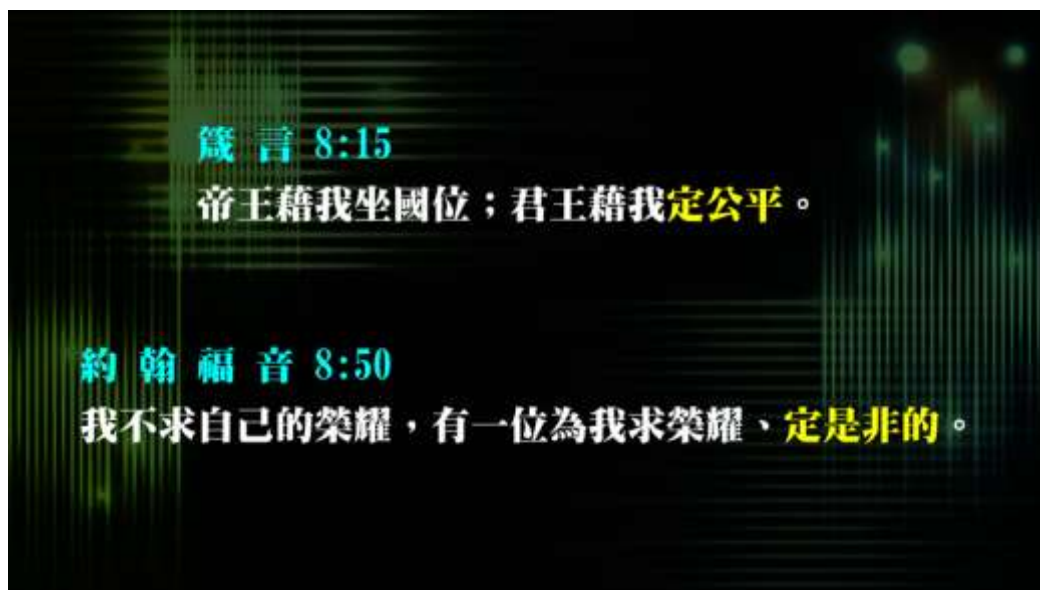 箴 言 8:15
帝王藉我坐國位；君王藉我定公平。
約 翰 福 音 8:50
我不求自己的榮耀，有一位為我求榮耀、定是非的。